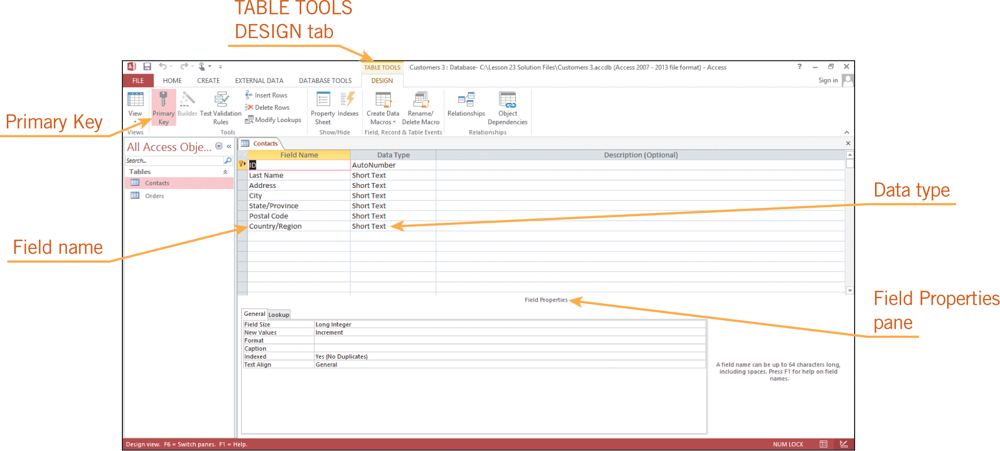 TABLE TOOLS
DESIGN tab
TABLE TOOLS
Customers 3 : Database- C:\Lesson 23 Solution Files\Customers 3.accdb (Access 2007 - 2013 file format) - Access
?
FILE
HOME
CREATE
EXTERNAL DATA
DATABASE TOOLS
DESIGN
Sign in
View
Primary
Key
Builder
Test Validation
Rules
Insert Rows
Delete Rows
Modify Lookups
Property
Sheet
Indexes
Create Data
Macros
Rename/
Delete Macro
Relationships
Object
Dependencies
Views
Tools
Show/Hide
Field, Record & Table Events
Relationships
Primary Key
All Access Obje...
Search...
Tables
Contacts
Orders
Contacts
Field Name
Data Type
Description (Optional)
ID
AutoNumber
Last Name
Short Text
Address
Short Text
City
Short Text
State/Province
Short Text
Postal Code
Short Text
Country/Region
Short Text
Data type
Field name
Field Properties
Field Properties
pane
General
Lookup
Field Size
Long Integer
New Values
Increment
Format
Caption
Indexed
Yes (No Duplicates)
Text Align
General
A field name can be up to 64 characters long,
including spaces. Press F1 for help on field
names.
Design view. F6 = Switch panes. F1 = Help.
NUM LOCK